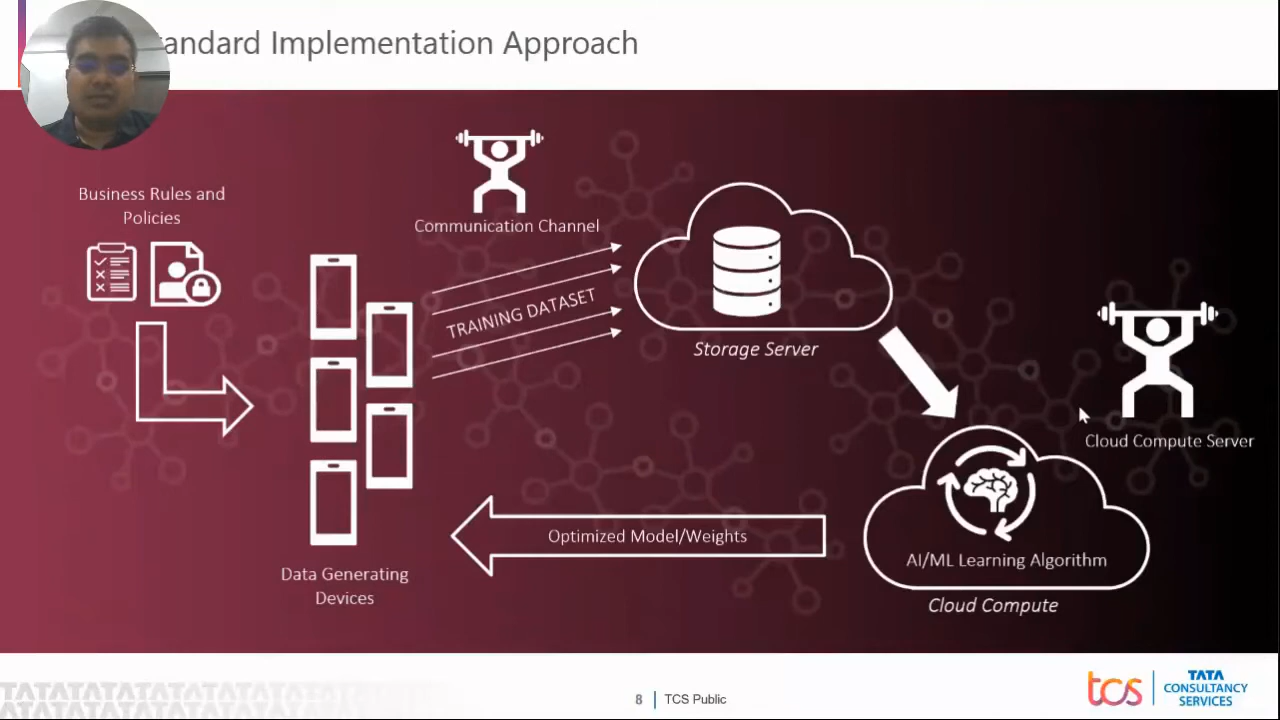 tandard Implementation Approach
Business Rules and
Policies
Communication Channel
TRAINING DATASET
Storage Server
Cloud Compute Server
AI/ML Learning Algorithm
Cloud Compute
Optimized Model/Weights
Data Generating
Devices
8 | TCS Public
tcs
TATA
CONSULTANCY
SERVICES